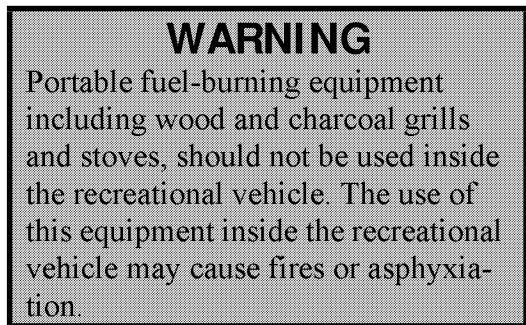 WARNING
Portable fuel-burning equipment
including wood and charcoal grills
and stoves, should not be used inside
the recreational vehicle. The use of
this equipment inside the recreational
vehicle may cause fires or asphyxia-
tion.